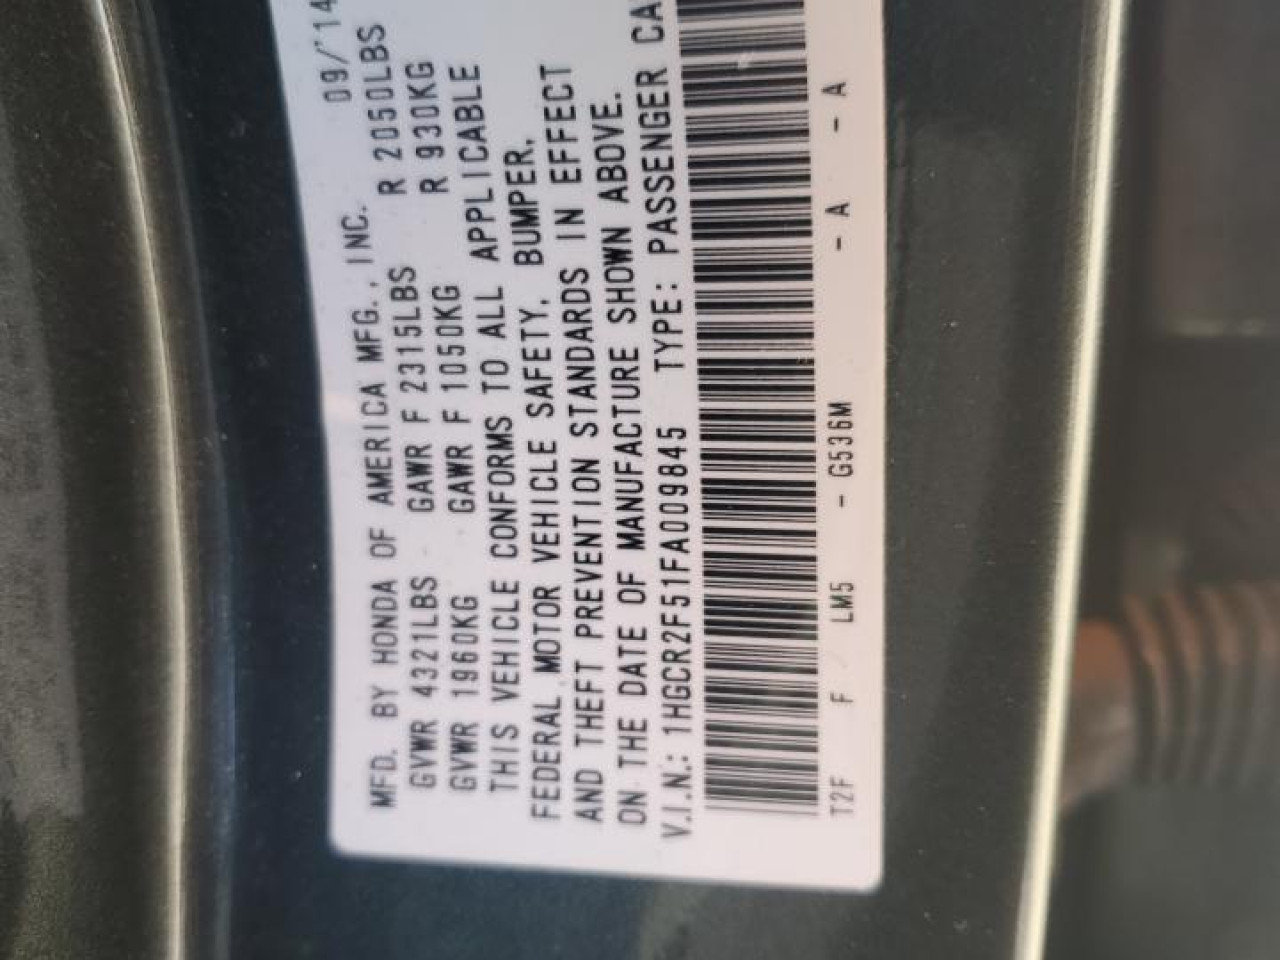 MFD. BY HONDA OF AMERICA MFG., INC. 09/14
GVWR 4321LBS GAWR F 2315LBS R 2050LBS
GVWR 1960KG GAWR F 1050KG R 930KG
THIS VEHICLE CONFORMS TO ALL APPLICABLE
FEDERAL MOTOR VEHICLE SAFETY, BUMPER,
AND THEFT PREVENTION STANDARDS IN EFFECT
ON THE DATE OF MANUFACTURE SHOWN ABOVE.
V.I.N.: 1HGCR2F51FA009845 TYPE: PASSENGER CA
T2F F LM5 - G536M - A - A